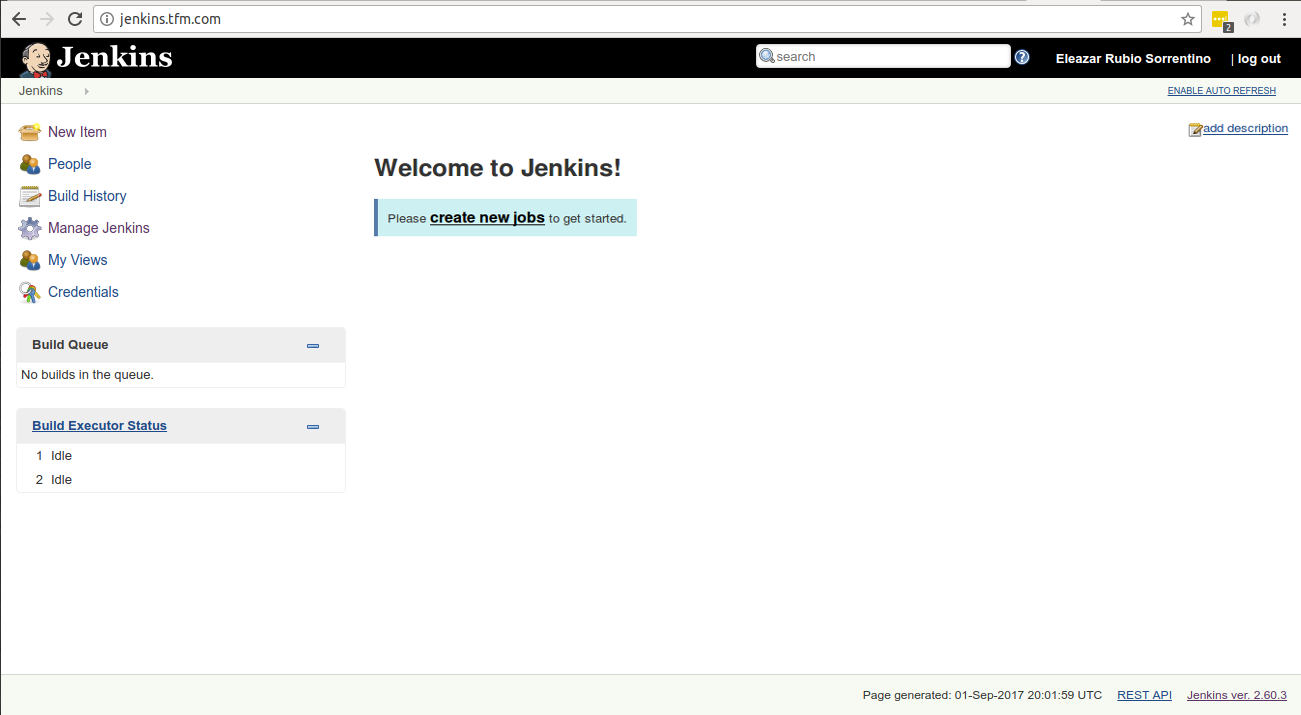 jenkins.tfm.com
2
Jenkins
search
Eleazar Rubio Sorrentino
| log out
Jenkins
ENABLE AUTO REFRESH
New Item
add description
People
Welcome to Jenkins!
Build History
Please create new jobs to get started.
Manage Jenkins
My Views
Credentials
Build Queue
No builds in the queue.
Build Executor Status
1 Idle
2 Idle
Page generated: 01-Sep-2017 20:01:59 UTC REST API Jenkins ver. 2.60.3